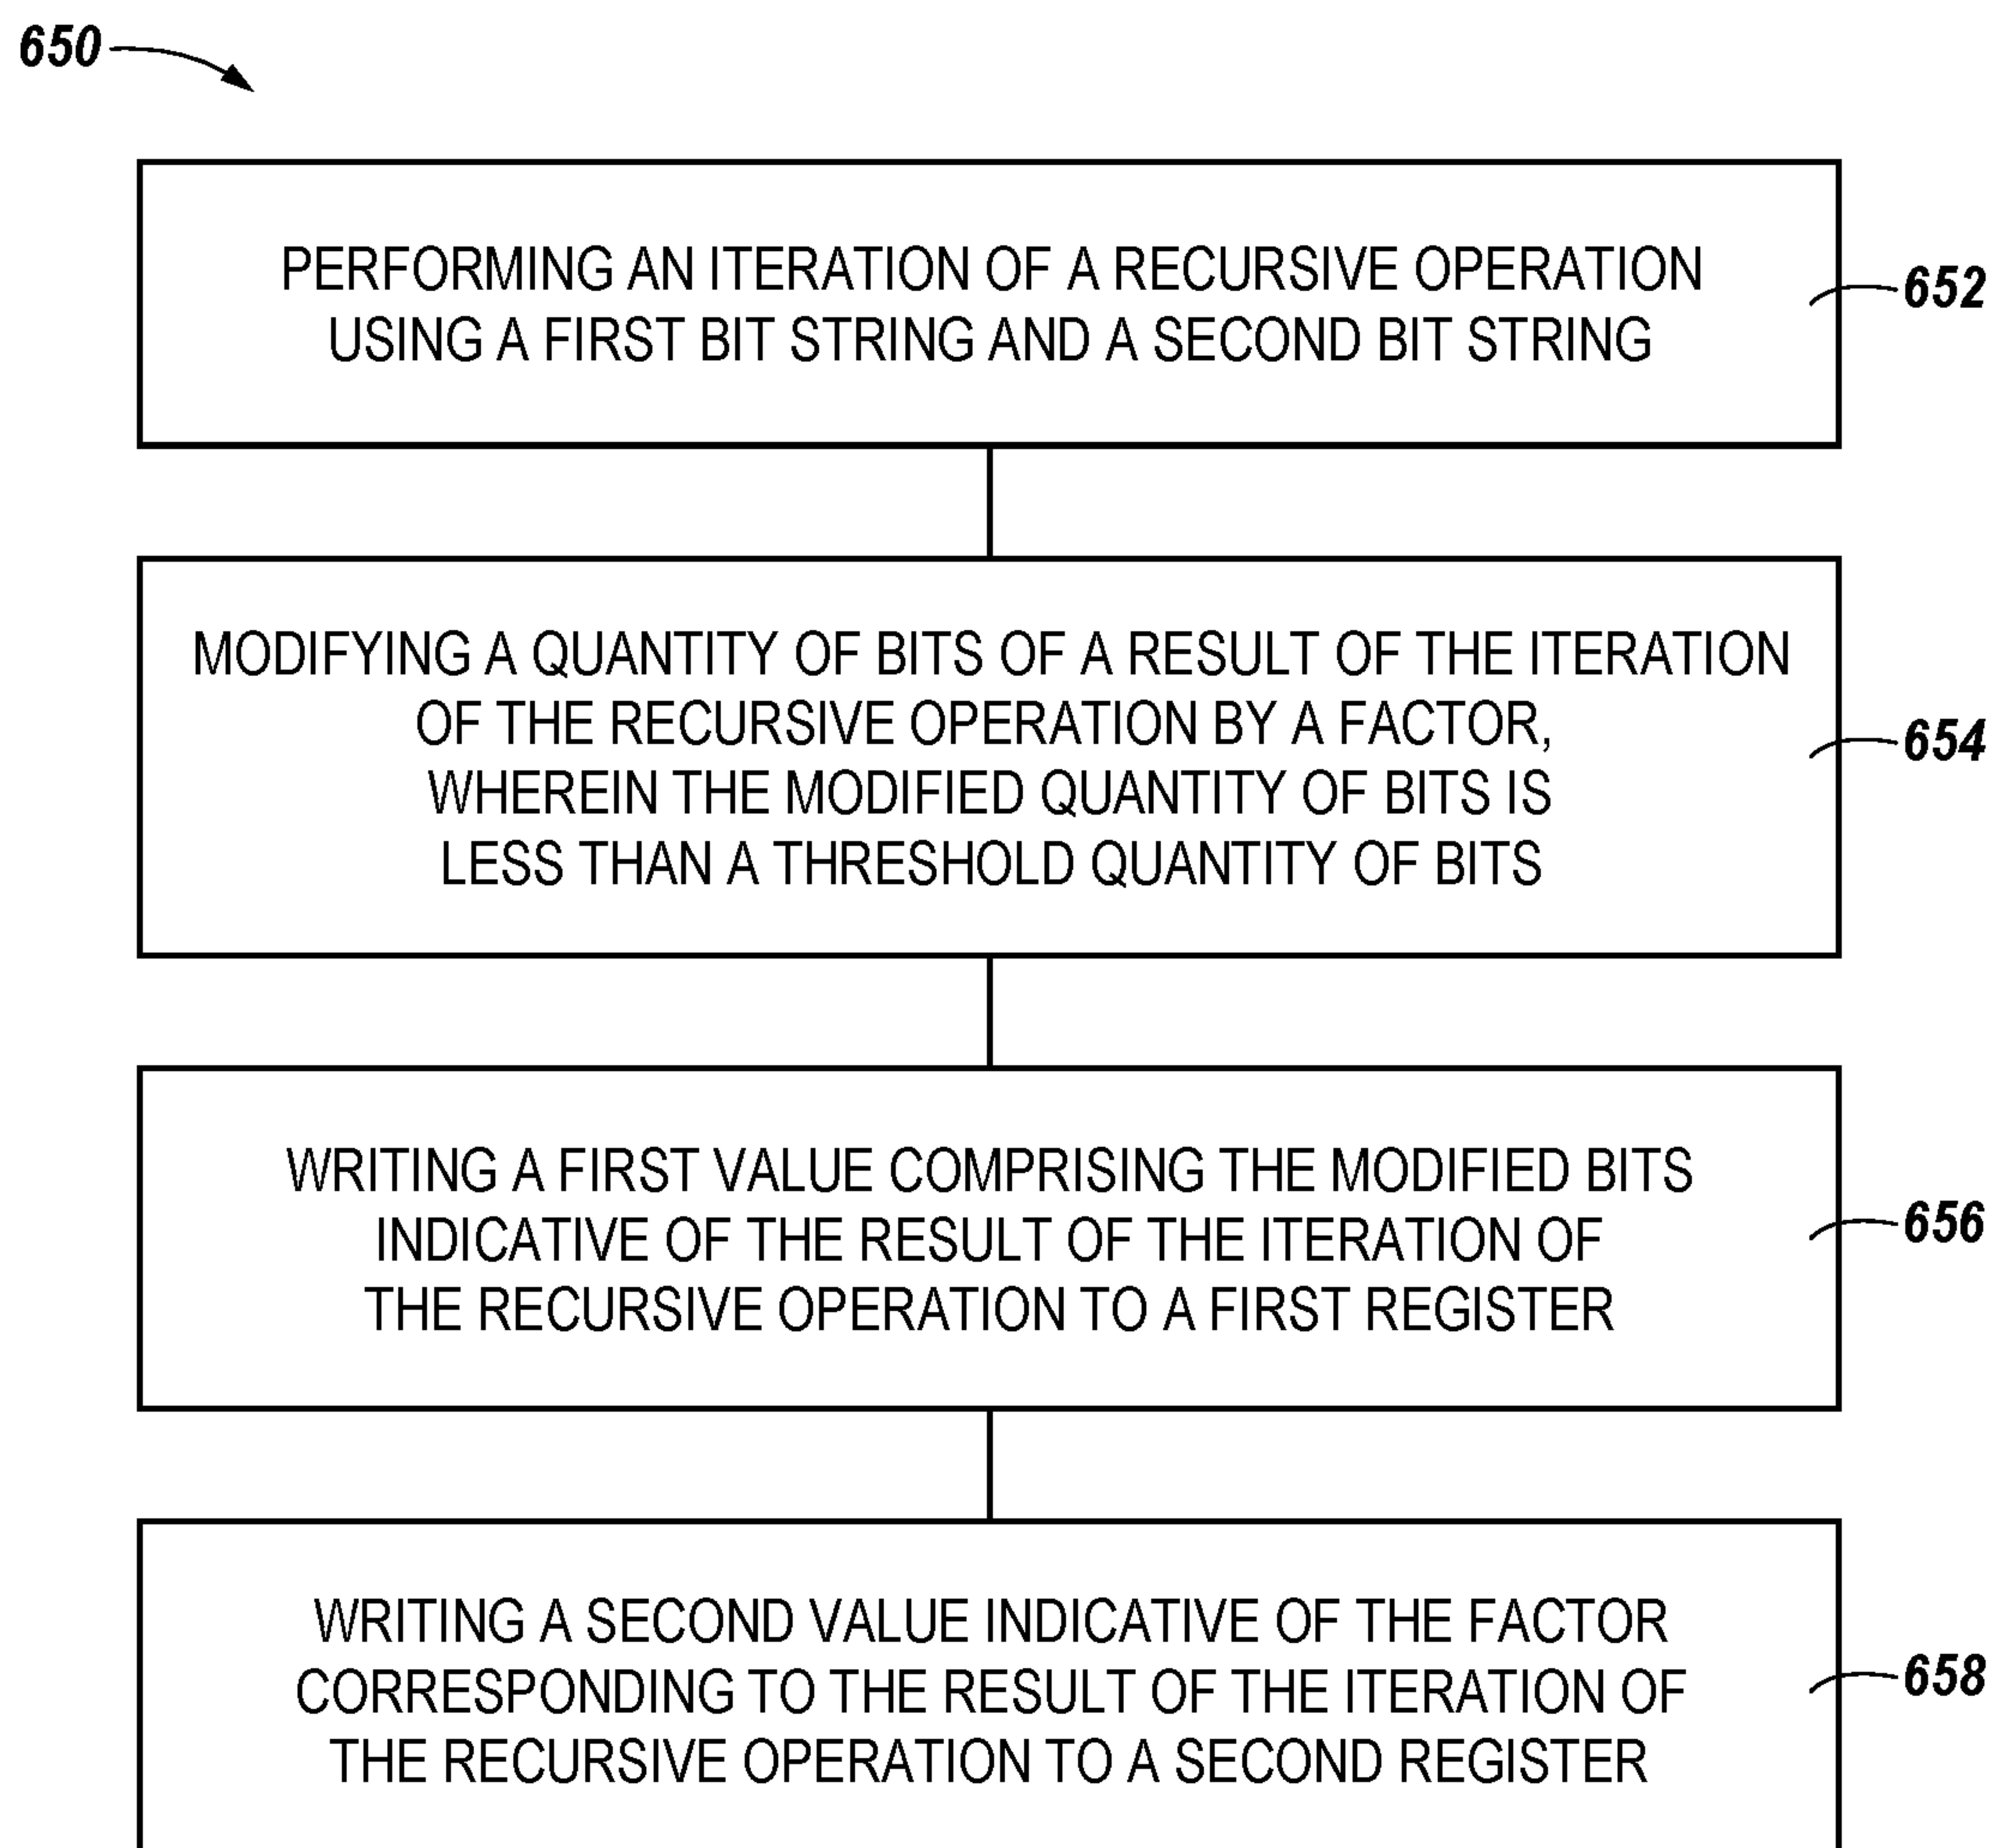 650
PERFORMING AN ITERATION OF A RECURSIVE OPERATION
USING A FIRST BIT STRING AND A SECOND BIT STRING
652
MODIFYING A QUANTITY OF BITS OF A RESULT OF THE ITERATION
OF THE RECURSIVE OPERATION BY A FACTOR,
WHEREIN THE MODIFIED QUANTITY OF BITS IS
LESS THAN A THRESHOLD QUANTITY OF BITS
654
WRITING A FIRST VALUE COMPRISING THE MODIFIED BITS
INDICATIVE OF THE RESULT OF THE ITERATION OF
THE RECURSIVE OPERATION TO A FIRST REGISTER
656
WRITING A SECOND VALUE INDICATIVE OF THE FACTOR
CORRESPONDING TO THE RESULT OF THE ITERATION OF
THE RECURSIVE OPERATION TO A SECOND REGISTER
658